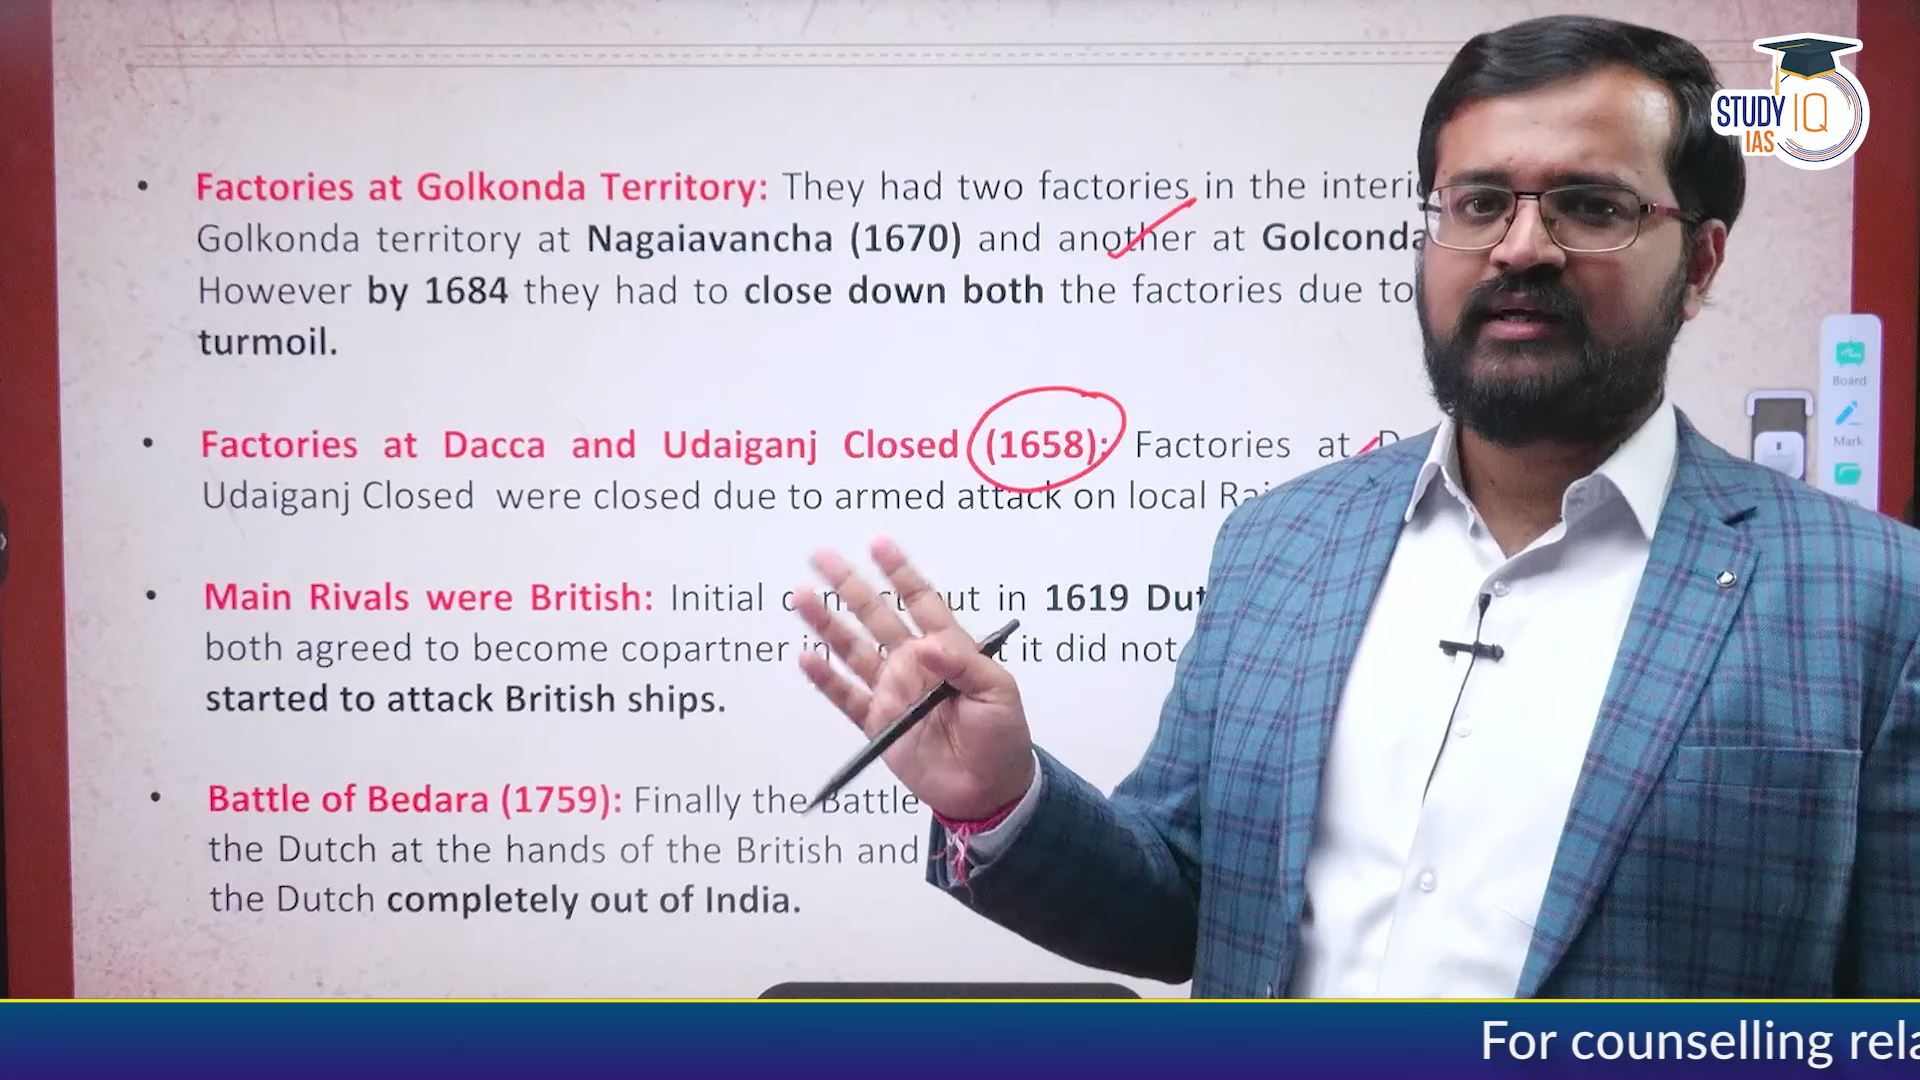 STUDY IQ
IAS
• Factories at Golkonda Territory: They had two factories in the
Golkonda territory at Nagaiavancha (1670) and another at Golconda
However by 1684 they had to close down both the factories due to
turmoil.
Board
• Factories at Dacca and Udaiganj Closed (1658): Factories at
Mark
Udaiganj Closed were closed due to armed attack on local
• Main Rivals were British: Initial but in 1619
both agreed to become copartner it did not
started to attack British ships.
• Battle of Bedara (1759): Finally the Battle
the Dutch at the hands of the British and
the Dutch completely out of India.
For counselling